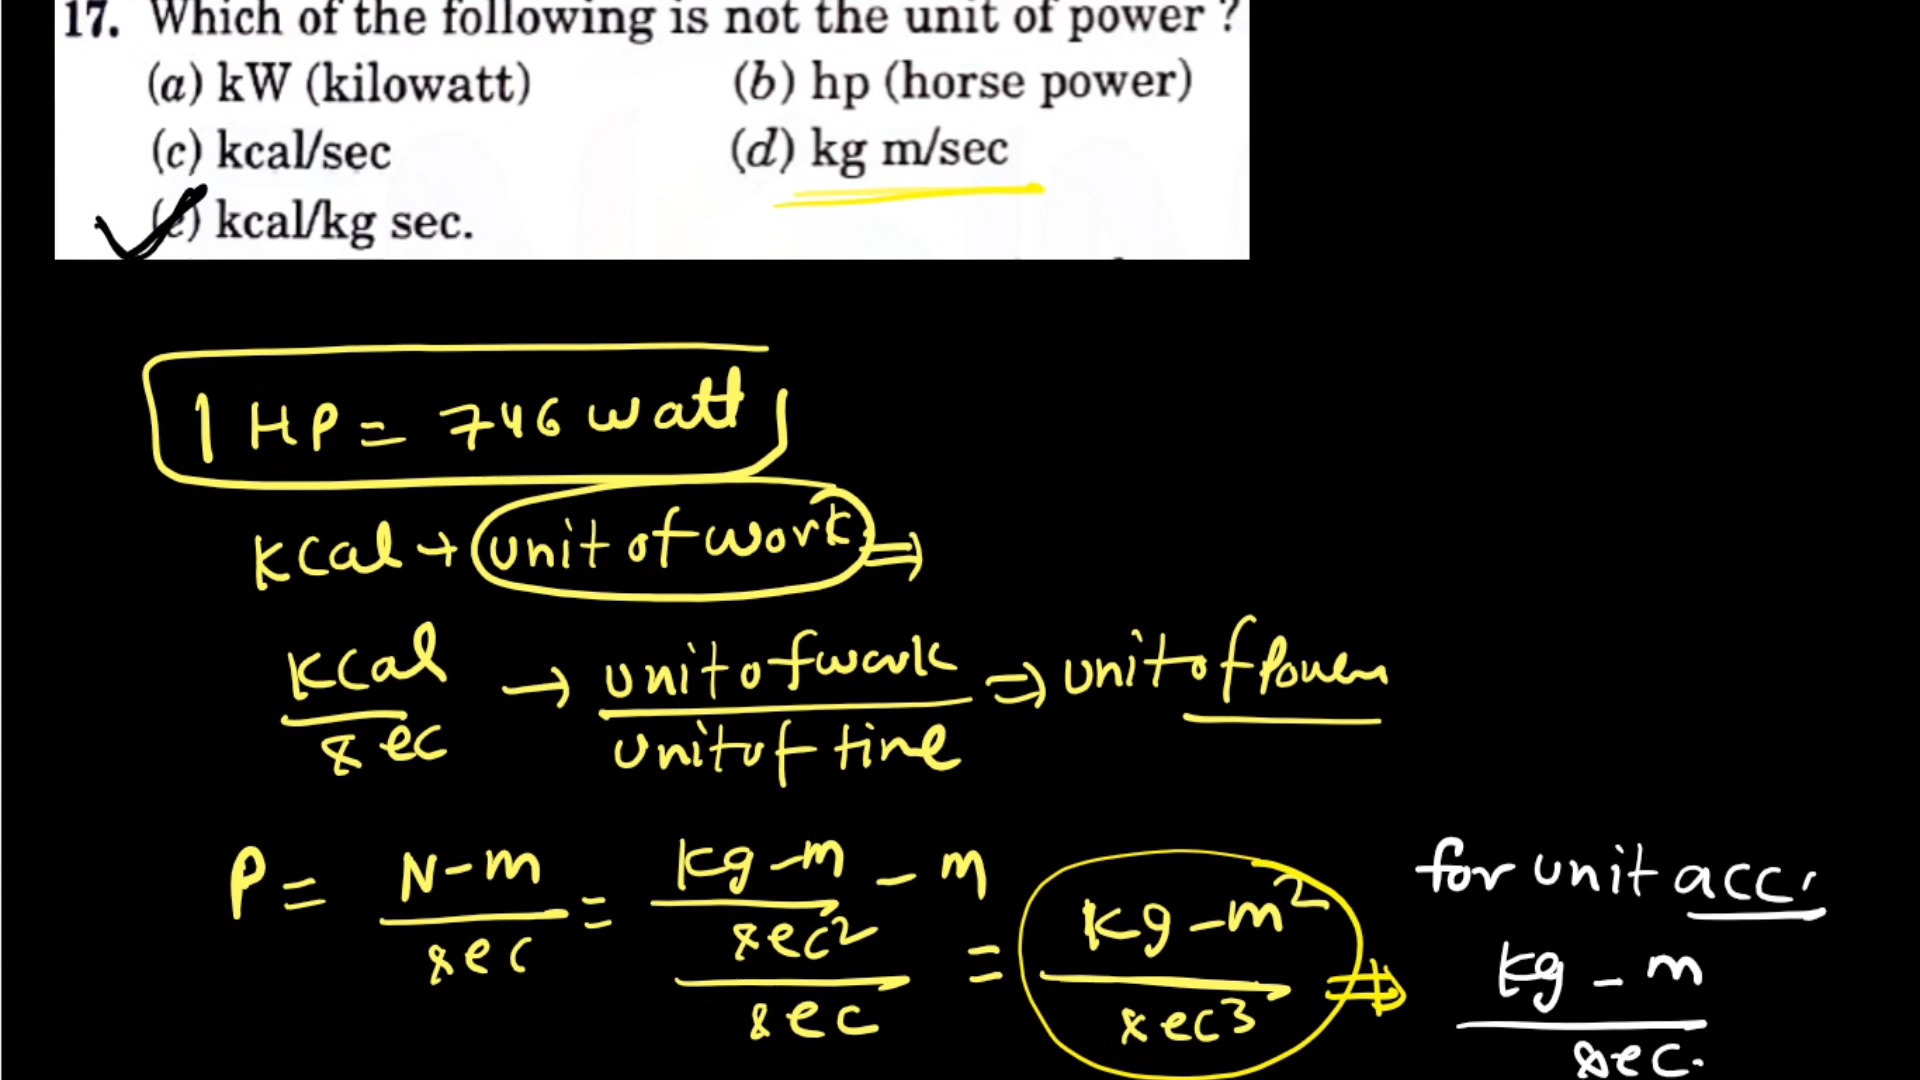 17. Which of the following is not the unit of power ?
(a) kW (kilowatt) (b) hp (horse power)
(c) kcal/sec (d) kg m/sec
(e) kcal/kg sec.
1 HP = 746 watt
Kcal → unit of work ⇒
Kcal/sec → unit of work/unit of time ⇒ unit of Power
P = N-m/sec = kg-m/sec2 - m/sec = kg-m²/sec3 ⇒
for unit acc.
kg - m
sec.